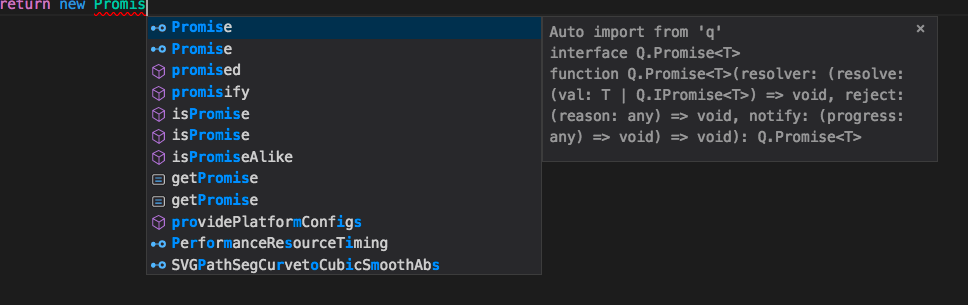 return new Promis
Promise
Promise
promised
promisify
isPromise
isPromise
isPromiseAlike
getPromise
getPromise
providePlatformConfigs
PerformanceResourceTiming
SVGPathSegCurvetoCubicSmoothAbs
Auto import from 'q'
interface Q.Promise<T>
function Q.Promise<T>(resolver: (resolve:
(val: T | Q.IPromise<T>) => void, reject:
(reason: any) => void, notify: (progress:
any) => void) => void): Q.Promise<T>